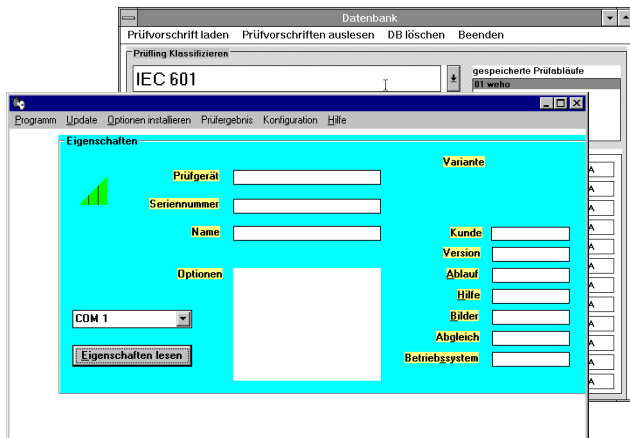 Datenbank
Prüfvorschrift laden Prüfvorschriften auslesen DB löschen Beenden
Prüfling Klassifizieren
IEC 601
gespeicherte Prüfabläufe
01 weho
Programm Update Optionen installieren Prüfergebnis Konfiguration Hilfe
Eigenschaften
Variante
Prüfgerät
Seriennummer
Name
Kunde
Version
Optionen
Ablauf
Hilfe
Bilder
COM 1
Abgleich
Eigenschaften lesen
Betriebssystem
A
A
A
A
A
A
A
A
A
A
A
A